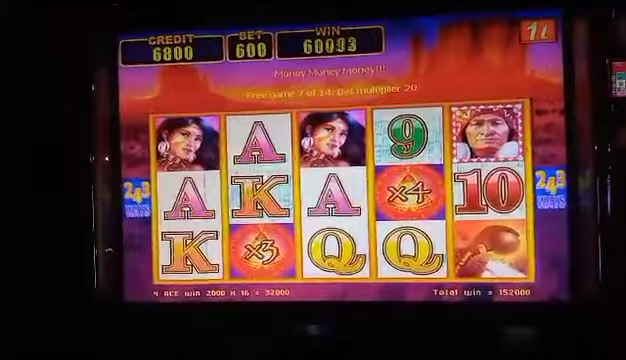 CREDIT BET WIN
6800 600 60093
1¢
Money Money Money!!!
Free game 7 of 14: Bet multiplier 20
A 9
243 WAYS A K A x4 10 243 WAYS
K x3 Q Q
4 ACE win 2000 X 16 = 32000 Total win = 152000